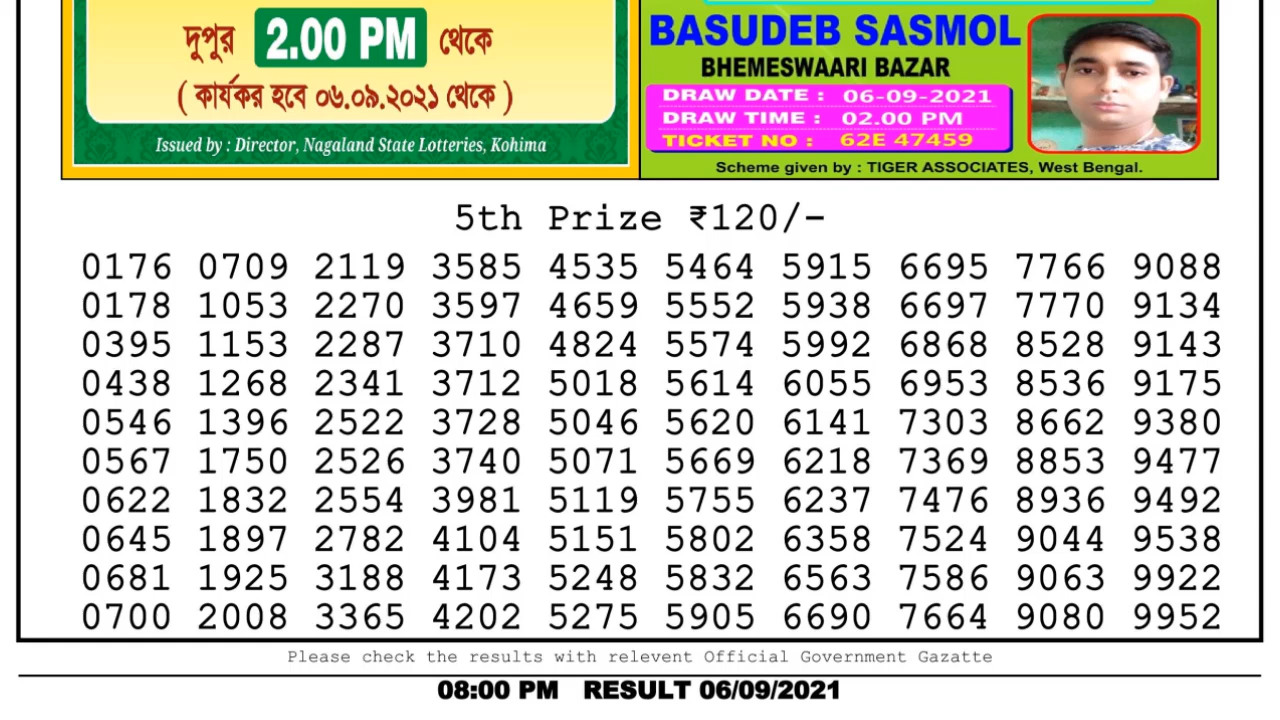 দুপুর 2.00 PM থেকে
( কার্যকর হবে ০৬.০৯.২০২১ থেকে )
Issued by : Director, Nagaland State Lotteries, Kohima
BASUDEB SASMOL
BHEMESWAARI BAZAR
DRAW DATE : 06-09-2021
DRAW TIME : 02.00 PM
TICKET NO : 62E 47459
Scheme given by : TIGER ASSOCIATES, West Bengal.
5th Prize ₹120/-
0176 0709 2119 3585 4535 5464 5915 6695 7766 9088
0178 1053 2270 3597 4659 5552 5938 6697 7770 9134
0395 1153 2287 3710 4824 5574 5992 6868 8528 9143
0438 1268 2341 3712 5018 5614 6055 6953 8536 9175
0546 1396 2522 3728 5046 5620 6141 7303 8662 9380
0567 1750 2526 3740 5071 5669 6218 7369 8853 9477
0622 1832 2554 3981 5119 5755 6237 7476 8936 9492
0645 1897 2782 4104 5151 5802 6358 7524 9044 9538
0681 1925 3188 4173 5248 5832 6563 7586 9063 9922
0700 2008 3365 4202 5275 5905 6690 7664 9080 9952
Please check the results with relevent Official Government Gazatte
08:00 PM RESULT 06/09/2021